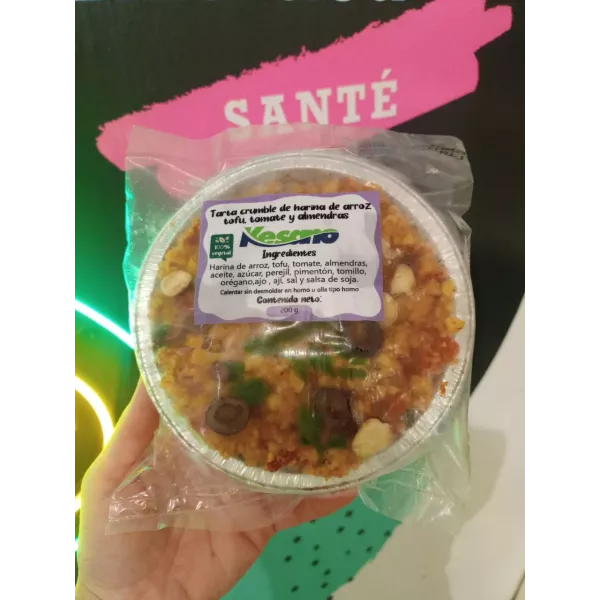 SANTÉ
Tarta crumble de harina de arroz
tofu, tomate y almendras
100%
vegetal
Mesano
Ingredientes
Harina de arroz, tofu, tomate, almendras,
aceite, azúcar, perejil, pimentón, tomillo,
orégano,ajo , ají, sal y salsa de soja.
Calentar sin desmoldar en horno u olla tipo horno
Contenido neto:
200 g